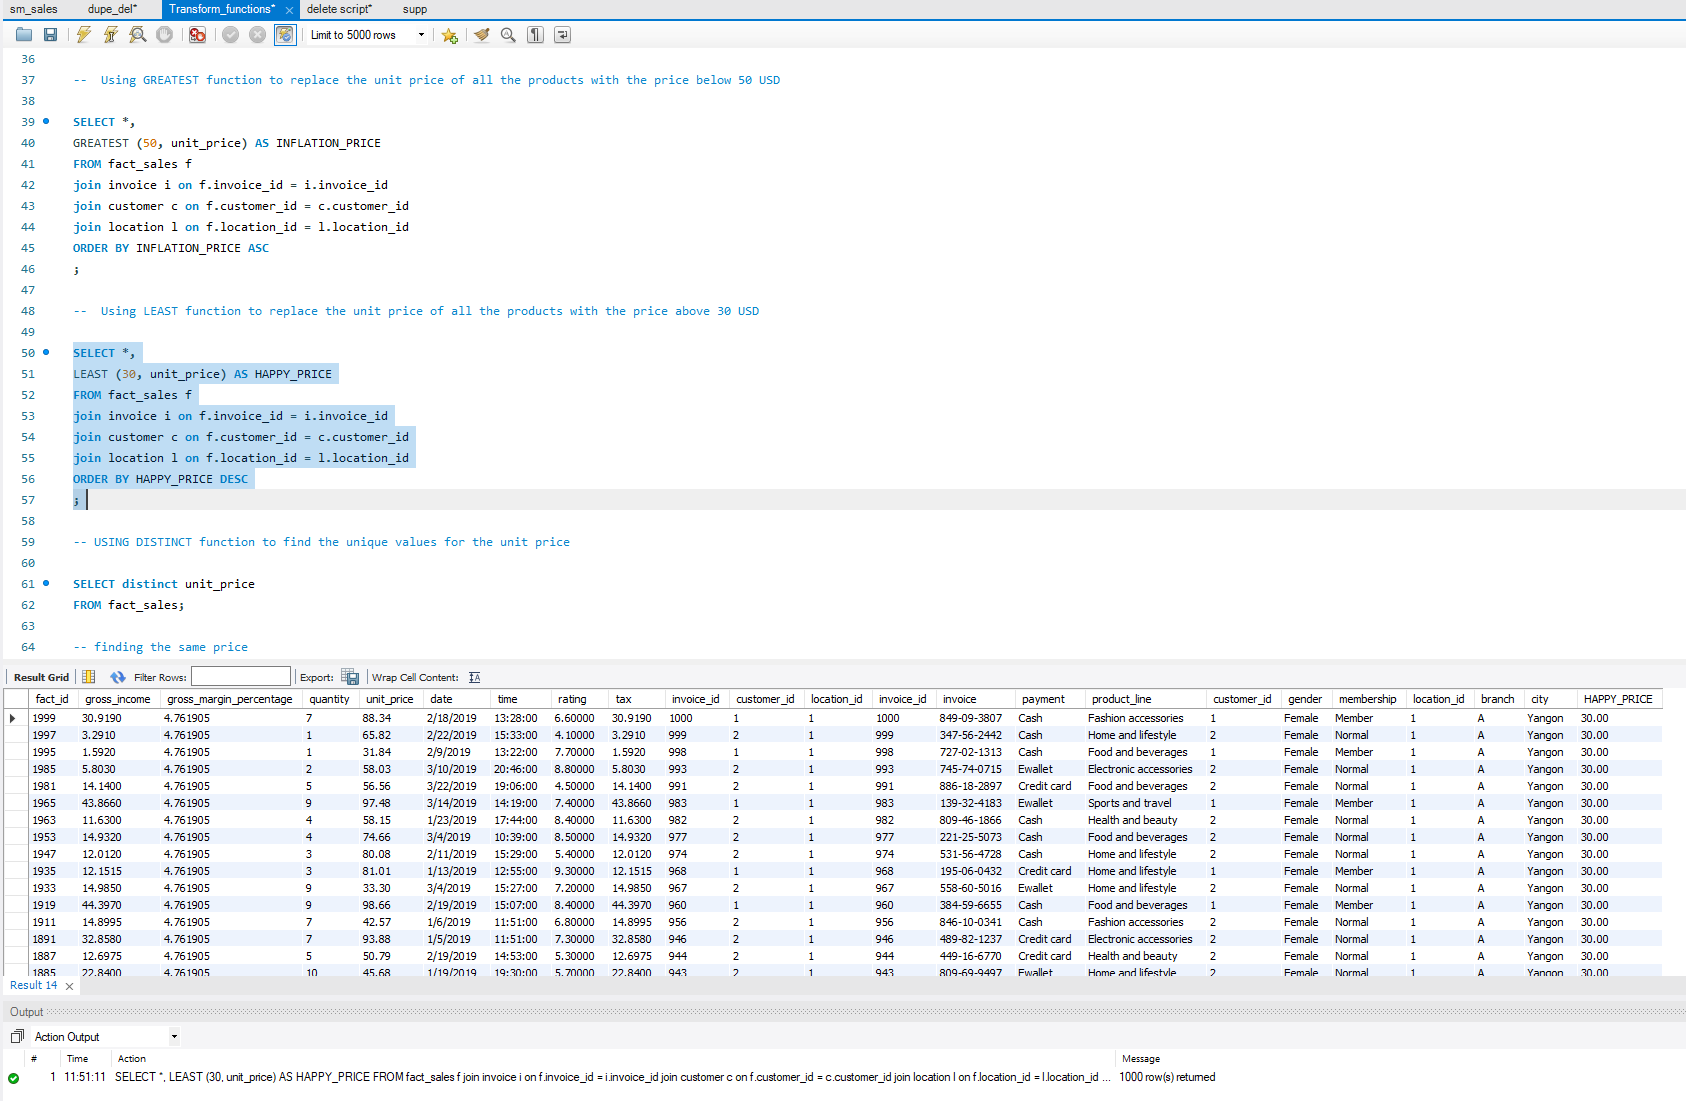 sm_sales dupe_del* Transform_functions* delete script* supp
Limit to 5000 rows
36
37 -- Using GREATEST function to replace the unit price of all the products with the price below 50 USD
38
39 SELECT *,
40 GREATEST (50, unit_price) AS INFLATION_PRICE
41 FROM fact_sales f
42 join invoice i on f.invoice_id = i.invoice_id
43 join customer c on f.customer_id = c.customer_id
44 join location l on f.location_id = l.location_id
45 ORDER BY INFLATION_PRICE ASC
46 ;
47
48 -- Using LEAST function to replace the unit price of all the products with the price above 30 USD
49
50 SELECT *,
51 LEAST (30, unit_price) AS HAPPY_PRICE
52 FROM fact_sales f
53 join invoice i on f.invoice_id = i.invoice_id
54 join customer c on f.customer_id = c.customer_id
55 join location l on f.location_id = l.location_id
56 ORDER BY HAPPY_PRICE DESC
57 ;
58
59 -- USING DISTINCT function to find the unique values for the unit price
60
61 SELECT distinct unit_price
62 FROM fact_sales;
63
64 -- finding the same price
Result Grid Filter Rows: Export: Wrap Cell Content:
fact_id gross_income gross_margin_percentage quantity unit_price date time rating tax invoice_id customer_id location_id invoice_id invoice payment product_line customer_id gender membership location_id branch city HAPPY_PRICE
1999 30.9190 4.761905 7 88.34 2/18/2019 13:28:00 6.60000 30.9190 1000 1 1 1000 849-09-3807 Cash Fashion accessories 1 Female Member 1 A Yangon 30.00
1997 3.2910 4.761905 1 65.82 2/22/2019 15:33:00 4.10000 3.2910 999 2 1 999 347-56-2442 Cash Home and lifestyle 2 Female Normal 1 A Yangon 30.00
1995 1.5920 4.761905 1 31.84 2/9/2019 13:22:00 7.70000 1.5920 998 1 1 998 727-02-1313 Cash Food and beverages 1 Female Member 1 A Yangon 30.00
1985 5.8030 4.761905 2 58.03 3/10/2019 20:46:00 8.80000 5.8030 993 2 1 993 745-74-0715 Ewallet Electronic accessories 2 Female Normal 1 A Yangon 30.00
1981 14.1400 4.761905 5 56.56 3/22/2019 19:06:00 4.50000 14.1400 991 2 1 991 886-18-2897 Credit card Food and beverages 2 Female Normal 1 A Yangon 30.00
1965 43.8660 4.761905 9 97.48 3/14/2019 14:19:00 7.40000 43.8660 983 1 1 983 139-32-4183 Ewallet Sports and travel 1 Female Member 1 A Yangon 30.00
1963 11.6300 4.761905 4 58.15 1/23/2019 17:44:00 8.40000 11.6300 982 2 1 982 809-46-1866 Cash Health and beauty 2 Female Normal 1 A Yangon 30.00
1953 14.9320 4.761905 4 74.66 3/4/2019 10:39:00 8.50000 14.9320 977 2 1 977 221-25-5073 Cash Food and beverages 2 Female Normal 1 A Yangon 30.00
1947 12.0120 4.761905 3 80.08 2/11/2019 15:29:00 5.40000 12.0120 974 2 1 974 531-56-4728 Cash Home and lifestyle 2 Female Normal 1 A Yangon 30.00
1935 12.1515 4.761905 3 81.01 1/13/2019 12:55:00 9.30000 12.1515 968 1 1 968 195-06-0432 Credit card Home and lifestyle 1 Female Member 1 A Yangon 30.00
1933 14.9850 4.761905 9 33.30 3/4/2019 15:27:00 7.20000 14.9850 967 2 1 967 558-60-5016 Ewallet Home and lifestyle 2 Female Normal 1 A Yangon 30.00
1919 44.3970 4.761905 9 98.66 2/19/2019 15:07:00 8.40000 44.3970 960 1 1 960 384-59-6655 Cash Food and beverages 1 Female Member 1 A Yangon 30.00
1911 14.8995 4.761905 7 42.57 1/6/2019 11:51:00 6.80000 14.8995 956 2 1 956 846-10-0341 Cash Fashion accessories 2 Female Normal 1 A Yangon 30.00
1891 32.8580 4.761905 7 93.88 1/5/2019 11:51:00 7.30000 32.8580 946 2 1 946 489-82-1237 Credit card Electronic accessories 2 Female Normal 1 A Yangon 30.00
1887 12.6975 4.761905 5 50.79 2/19/2019 14:53:00 5.30000 12.6975 944 2 1 944 449-16-6770 Credit card Health and beauty 2 Female Normal 1 A Yangon 30.00
1885 22.8400 4.761905 10 45.68 1/19/2019 19:30:00 5.70000 22.8400 943 2 1 943 809-69-9497 Ewallet Home and lifestyle 2 Female Normal 1 A Yangon 30.00
Result 14
Output
Action Output
# Time Action Message
1 11:51:11 SELECT *, LEAST (30, unit_price) AS HAPPY_PRICE FROM fact_sales f join invoice i on f.invoice_id = i.invoice_id join customer c on f.customer_id = c.customer_id join location l on f.location_id = l.location_id ... 1000 row(s) returned